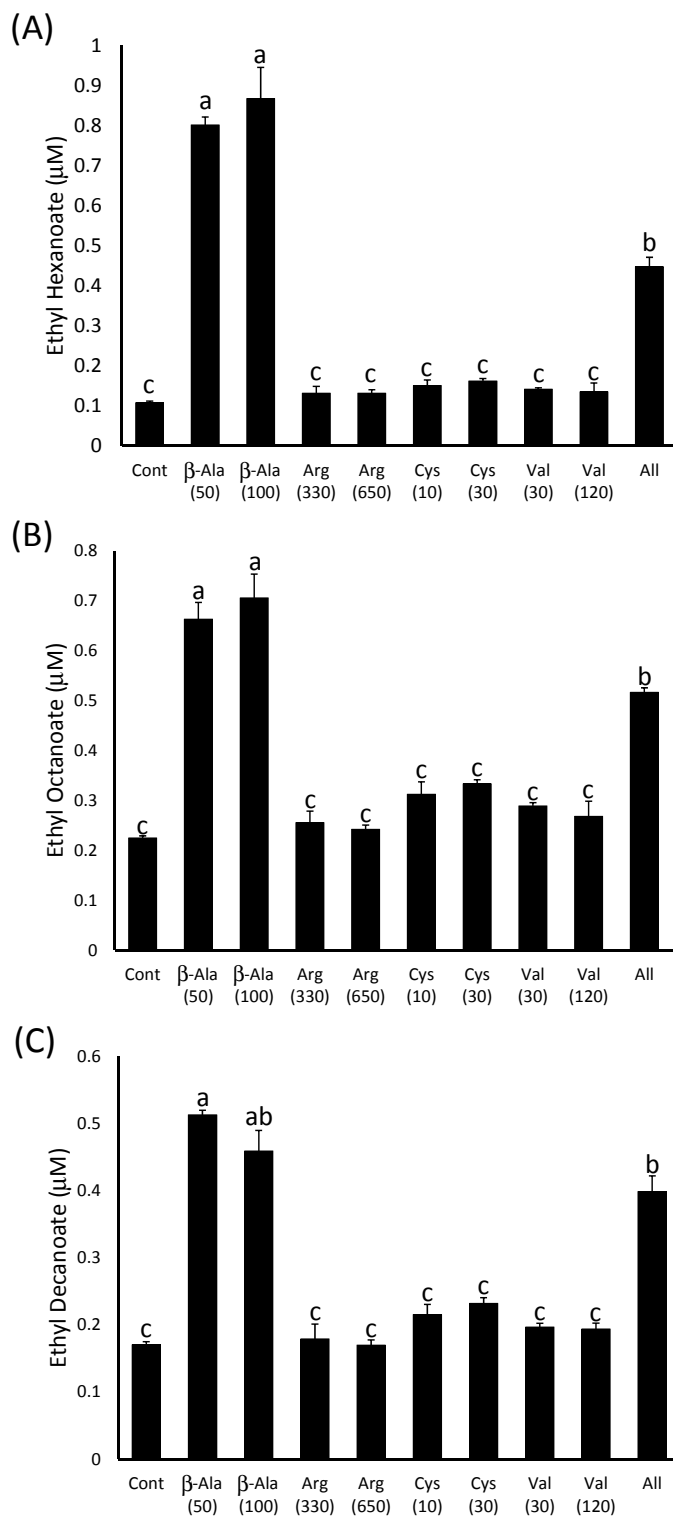 (A)
Ethyl Hexanoate (μM)
1
0.9
0.8
0.7
0.6
0.5
0.4
0.3
0.2
0.1
0
c a a c c c c c c b
Cont β-Ala β-Ala Arg Arg Cys Cys Val Val All
(50) (100) (330) (650) (10) (30) (30) (120)
(B)
Ethyl Octanoate (μM)
0.8
0.7
0.6
0.5
0.4
0.3
0.2
0.1
0
c a a c c c c c c b
Cont β-Ala β-Ala Arg Arg Cys Cys Val Val All
(50) (100) (330) (650) (10) (30) (30) (120)
(C)
Ethyl Decanoate (μM)
0.6
0.5
0.4
0.3
0.2
0.1
0
c a ab c c c c c c b
Cont β-Ala β-Ala Arg Arg Cys Cys Val Val All
(50) (100) (330) (650) (10) (30) (30) (120)